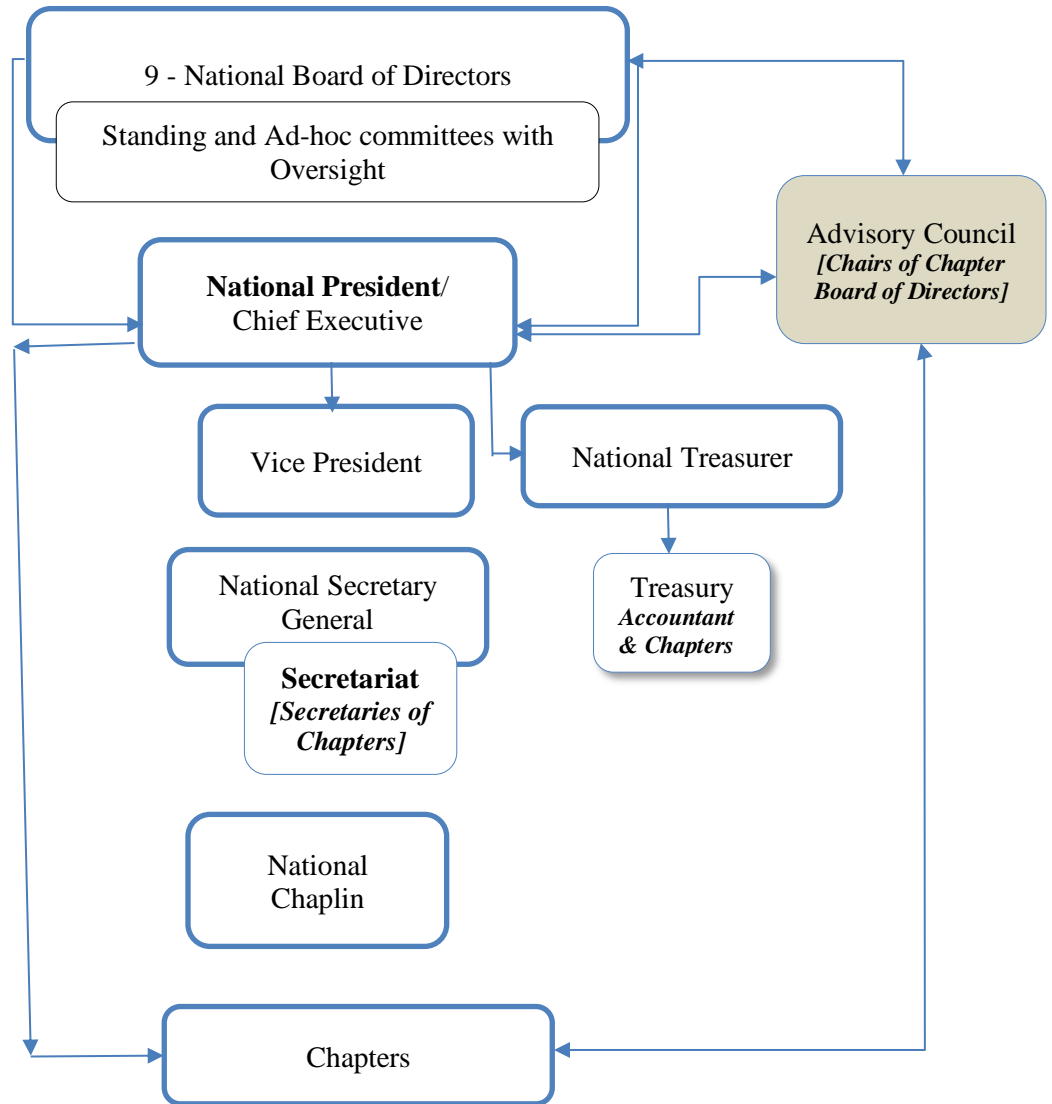 9 - National Board of Directors
Standing and Ad-hoc committees with
Oversight
Advisory Council
[Chairs of Chapter
Board of Directors]
National President/
Chief Executive
Vice President
National Treasurer
National Secretary
General
Treasury
Accountant
& Chapters
Secretariat
[Secretaries of
Chapters]
National
Chaplin
Chapters